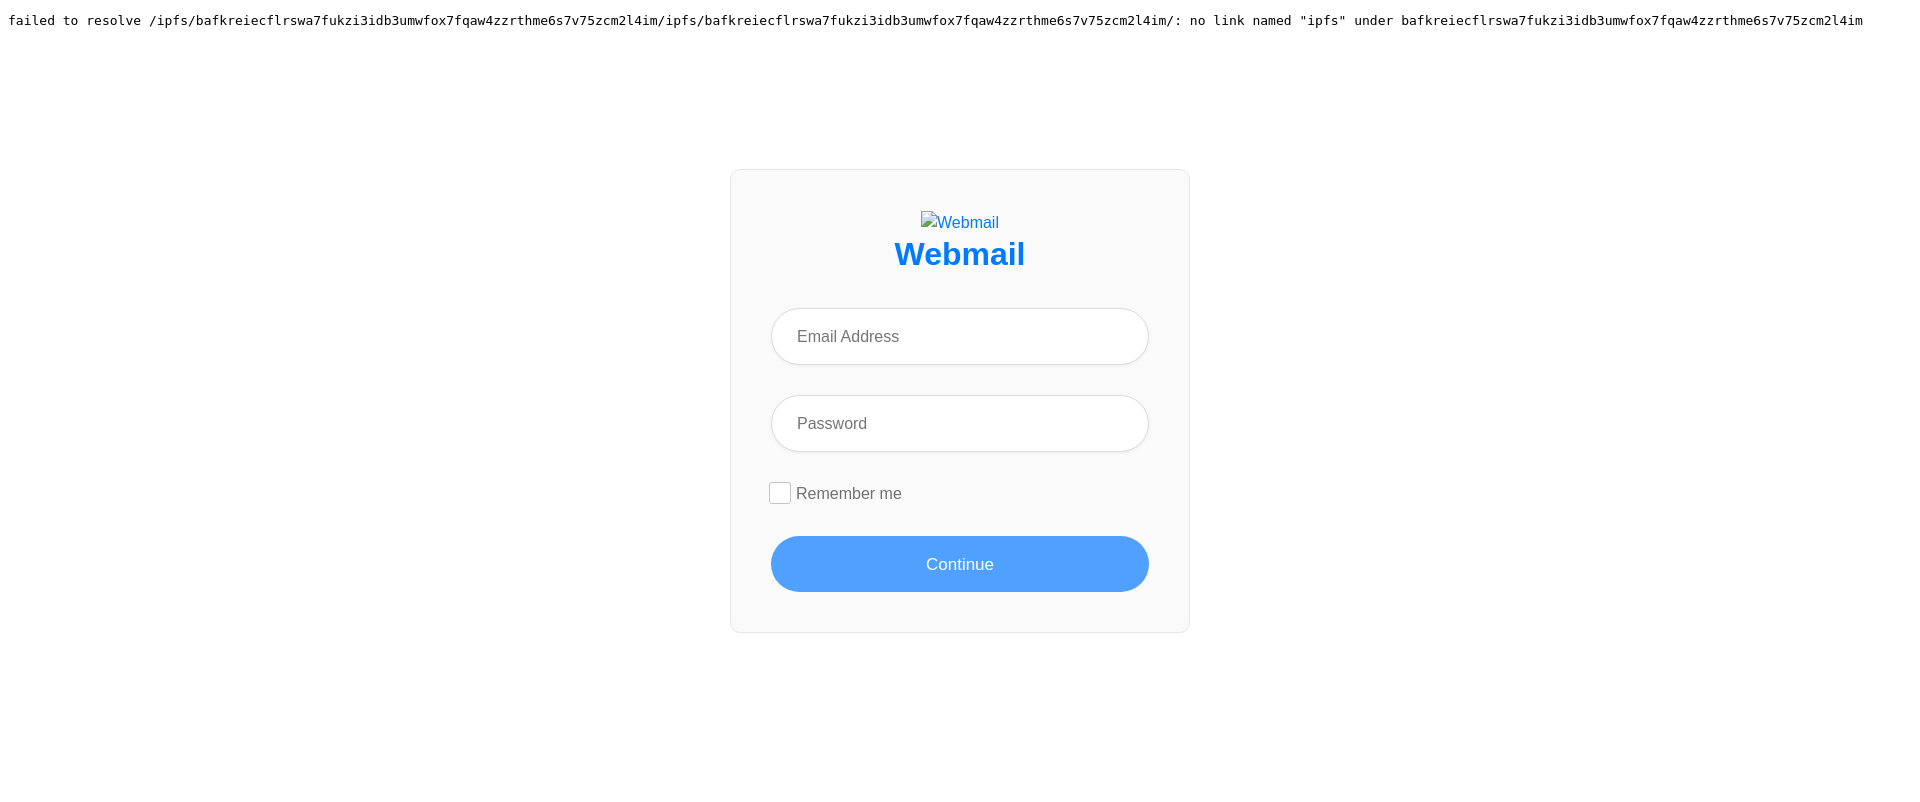 failed to resolve /ipfs/bafkreiecflrswa7fukzi3idb3umwfox7fqaw4zzrthme6s7v75zcm2l4im/ipfs/bafkreiecflrswa7fukzi3idb3umwfox7fqaw4zzrthme6s7v75zcm2l4im/: no link named "ipfs" under bafkreiecflrswa7fukzi3idb3umwfox7fqaw4zzrthme6s7v75zcm2l4im
Webmail
Webmail
Email Address
Password
Remember me
Continue